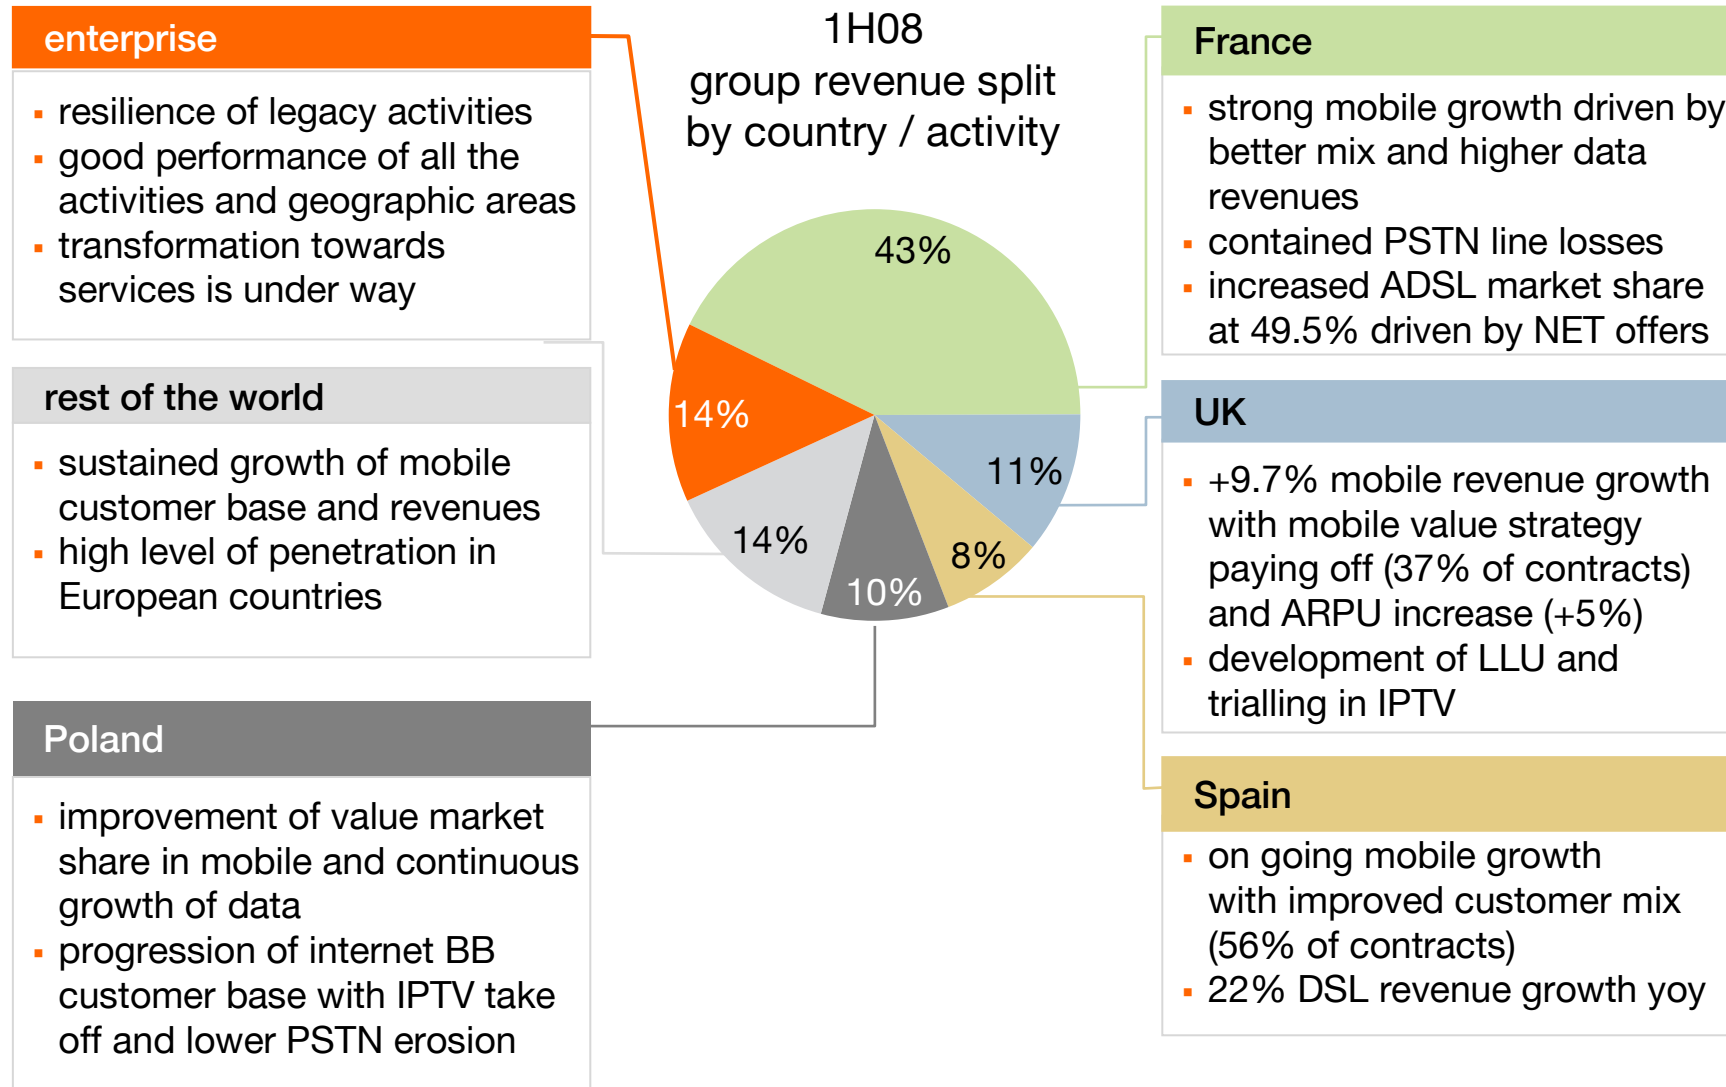 1H08
group revenue split
by country / activity
enterprise
▪ resilience of legacy activities
▪ good performance of all the
activities and geographic areas
▪ transformation towards
services is under way
rest of the world
▪ sustained growth of mobile
customer base and revenues
▪ high level of penetration in
European countries
Poland
▪ improvement of value market
share in mobile and continuous
growth of data
▪ progression of internet BB
customer base with IPTV take
off and lower PSTN erosion
43%
14%
11%
14%
8%
10%
France
▪ strong mobile growth driven by
better mix and higher data
revenues
▪ contained PSTN line losses
▪ increased ADSL market share
at 49.5% driven by NET offers
UK
▪ +9.7% mobile revenue growth
with mobile value strategy
paying off (37% of contracts)
and ARPU increase (+5%)
▪ development of LLU and
trialling in IPTV
Spain
▪ on going mobile growth
with improved customer mix
(56% of contracts)
▪ 22% DSL revenue growth yoy